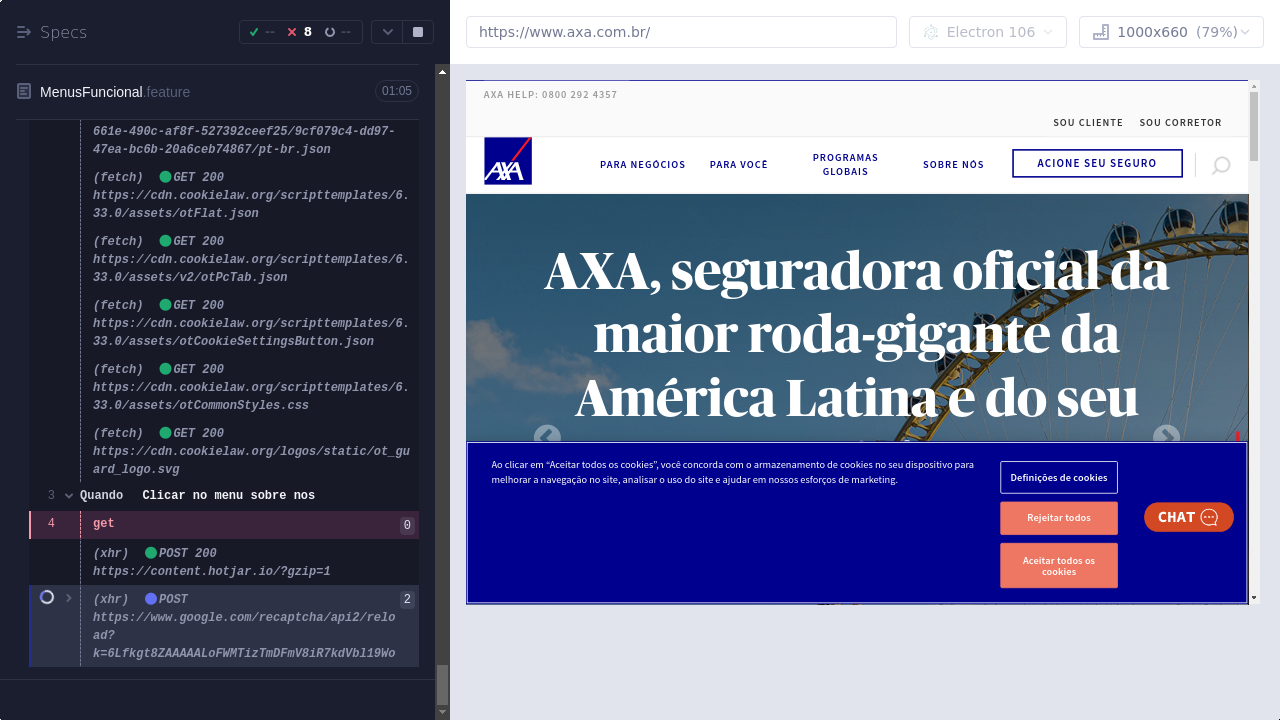 Specs
--
8
--
MenusFuncional.feature
01:05
661e-490c-af8f-527392ceef25/9cf079c4-dd97-
47ea-bc6b-20a6ceb74867/pt-br.json
(fetch) GET 200
https://cdn.cookielaw.org/scripttemplates/6.
33.0/assets/otFlat.json
(fetch) GET 200
https://cdn.cookielaw.org/scripttemplates/6.
33.0/assets/v2/otPcTab.json
(fetch) GET 200
https://cdn.cookielaw.org/scripttemplates/6.
33.0/assets/otCookieSettingsButton.json
(fetch) GET 200
https://cdn.cookielaw.org/scripttemplates/6.
33.0/assets/otCommonStyles.css
(fetch) GET 200
https://cdn.cookielaw.org/logos/static/ot_gu
ard_logo.svg
3 Quando Clicar no menu sobre nos
4 get 0
(xhr) POST 200
https://content.hotjar.io/?gzip=1
(xhr) POST 2
https://www.google.com/recaptcha/api2/relo
ad?
k=6Lfkgt8ZAAAAALoFWMTizTmDFmV8iR7kdVbl19Wo
https://www.axa.com.br/
Electron 106
1000x660 (79%)
AXA HELP: 0800 292 4357
SOU CLIENTE SOU CORRETOR
AXA
PARA NEGÓCIOS
PARA VOCÊ
PROGRAMAS
GLOBAIS
SOBRE NÓS
ACIONE SEU SEGURO
AXA, seguradora oficial da
maior roda-gigante da
América Latina e do seu
Ao clicar em “Aceitar todos os cookies”, você concorda com o armazenamento de cookies no seu dispositivo para
melhorar a navegação no site, analisar o uso do site e ajudar em nossos esforços de marketing.
Definições de cookies
Rejeitar todos
Aceitar todos os
cookies
CHAT